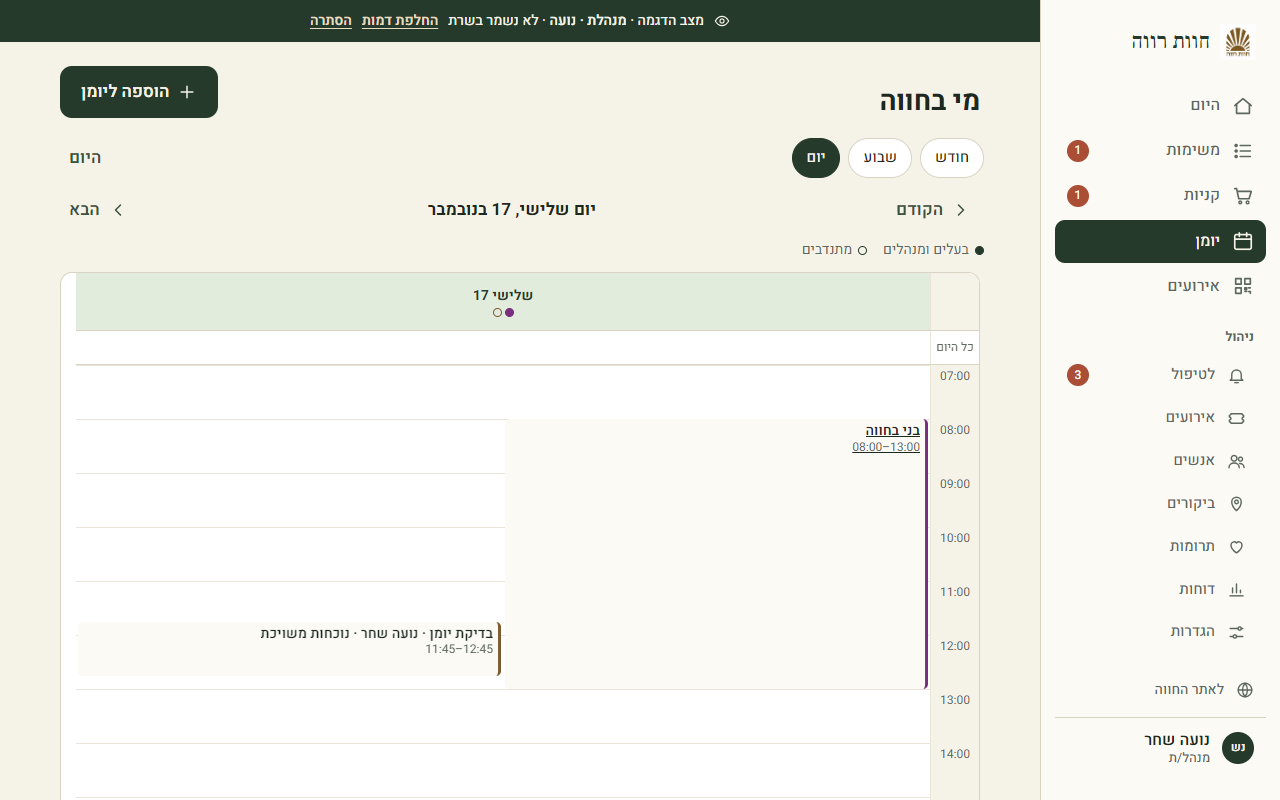 מצב הדגמה · מנהלת · נועה · לא נשמר בשרת החלפת דמות הסתרה
חוות רווה
היום
משימות 1
קניות 1
יומן
אירועים
ניהול
לטיפול 3
אירועים
אנשים
ביקורים
תרומות
דוחות
הגדרות
לאתר החווה
נש נועה שחר
מנהל/ת
מי בחווה
הוספה ליומן
חודש שבוע יום
היום
הקודם
יום שלישי, 17 בנובמבר
הבא
בעלים ומנהלים מתנדבים
שלישי 17
כל היום
07:00
08:00
בני בחווה
08:00–13:00
09:00
10:00
11:00
בדיקת יומן · נועה שחר · נוכחות משויכת
11:45–12:45
12:00
13:00
14:00